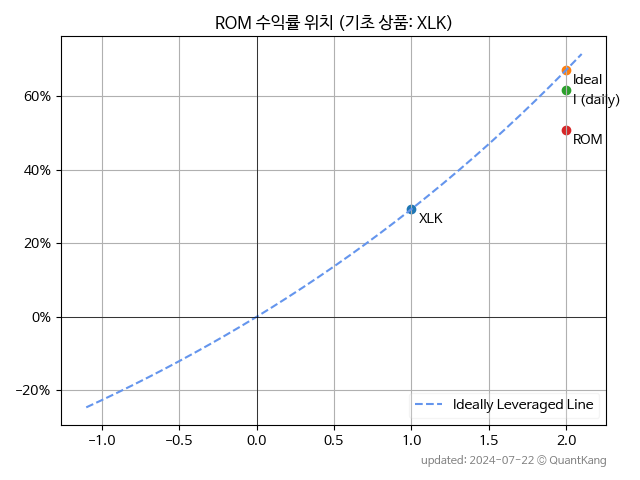 ROM 수익률 위치 (기초 상품: XLK)
60%
40%
20%
0%
−20%
Ideal
I (daily)
ROM
XLK
Ideally Leveraged Line
−1.0 −0.5 0.0 0.5 1.0 1.5 2.0
updated: 2024-07-22 © QuantKang